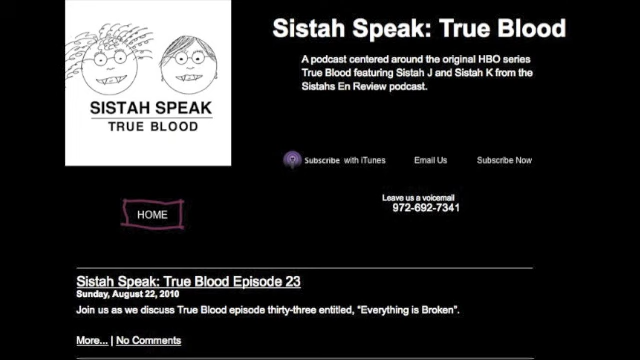 SISTAH SPEAK
TRUE BLOOD
Sistah Speak: True Blood
A podcast centered around the original HBO series
True Blood featuring Sistah J and Sistah K from the
Sistahs En Review podcast.
Subscribe with iTunes
Email Us
Subscribe Now
HOME
Leave us a voicemail
972-692-7341
Sistah Speak: True Blood Episode 23
Sunday, August 22, 2010
Join us as we discuss True Blood episode thirty-three entitled, "Everything is Broken".
More... | No Comments